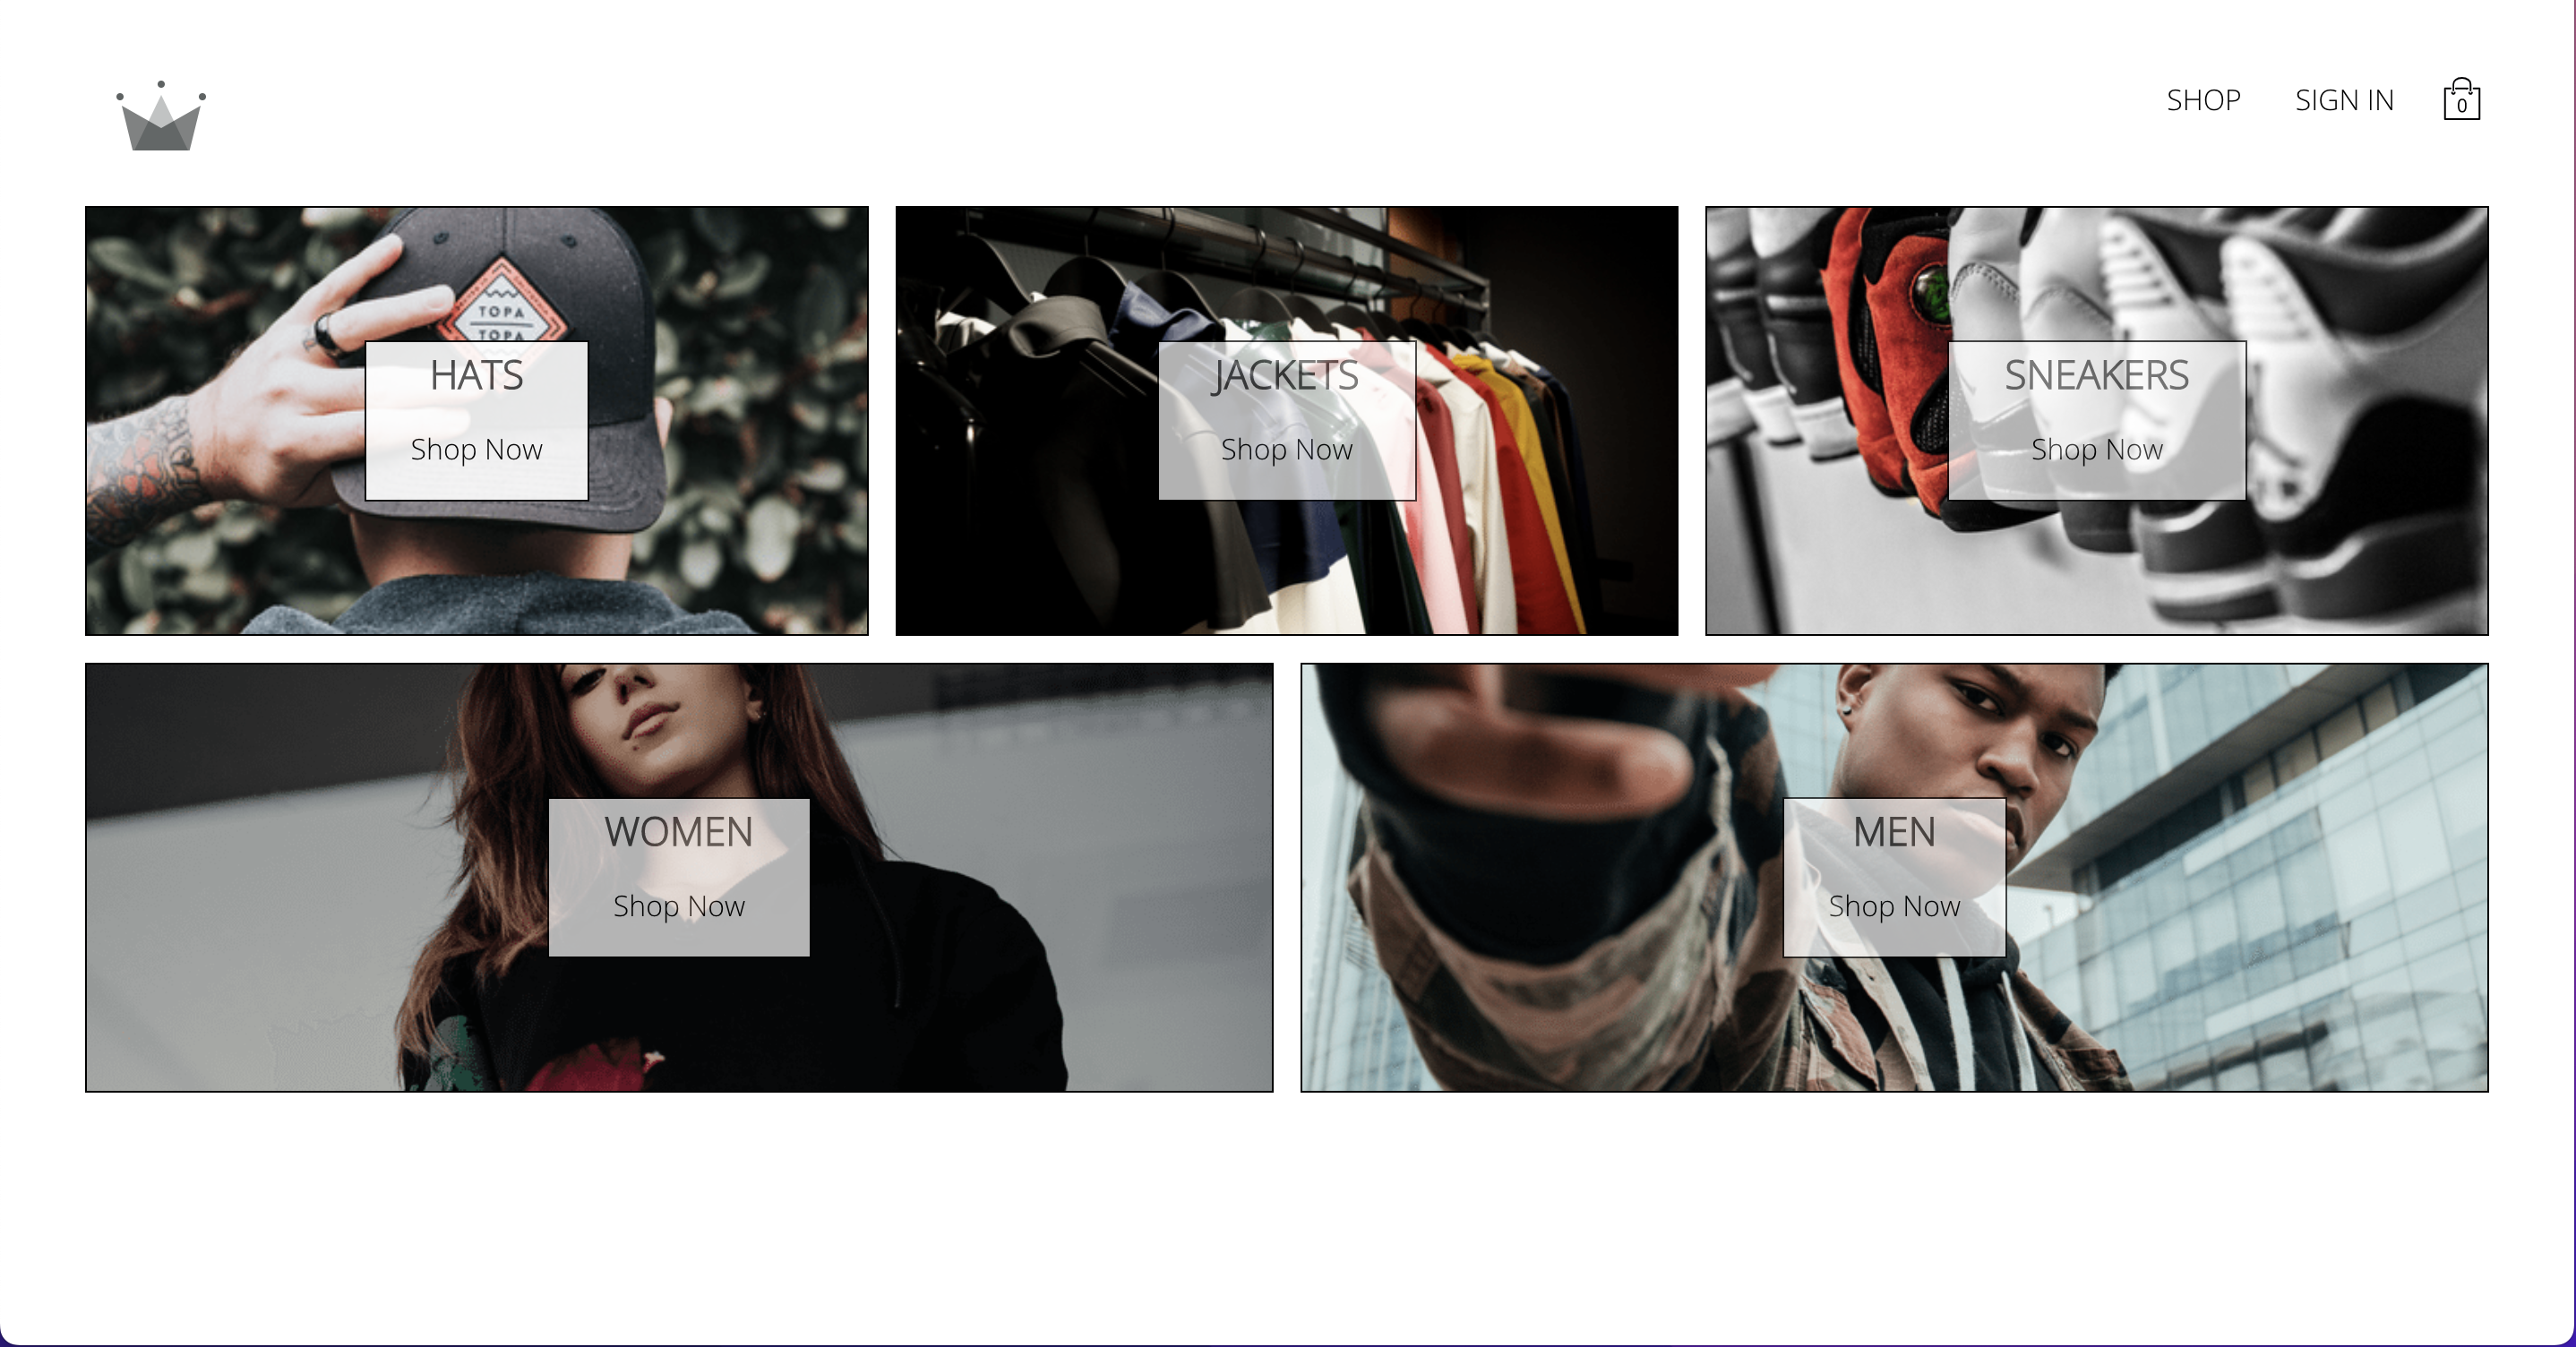 SHOP
SIGN IN
0
TOPA
TOPA
HATS
Shop Now
JACKETS
Shop Now
SNEAKERS
Shop Now
WOMEN
Shop Now
MEN
Shop Now